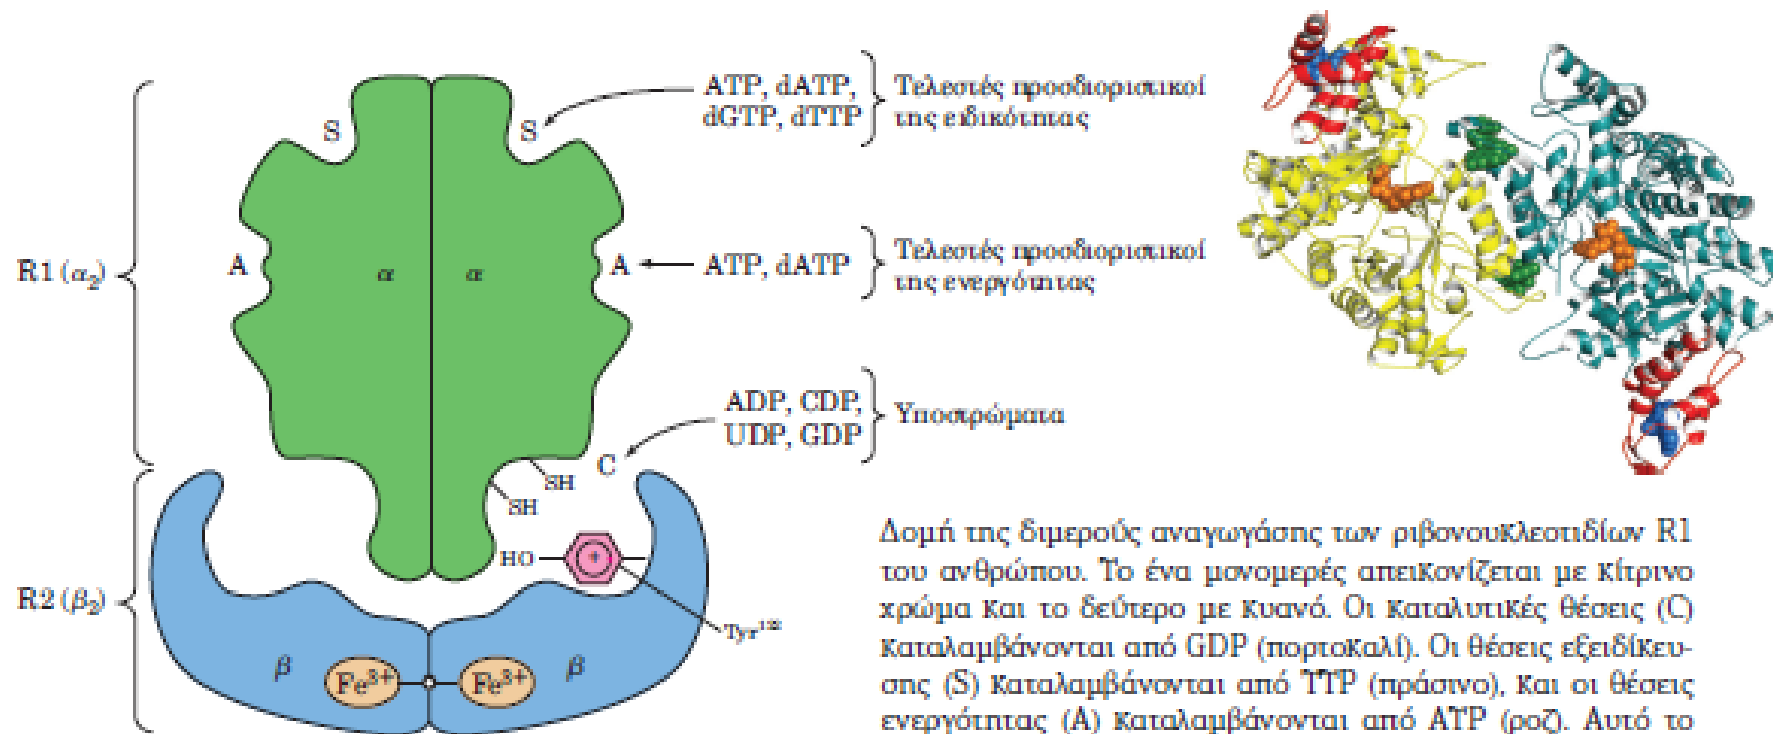 S
S
ATP, dATP,
dGTP, dTTP
Τελεστές προσδιοριστικοί
της ειδικότητας
R1 (α₂)
A
α
α
A
ATP, dATP
Τελεστές προσδιοριστικοί
της ενεργότητας
ADP, CDP,
UDP, GDP
Υποστρώματα
C
SH
SH
HO
+
R2 (β₂)
Tyr¹²²
β
Fe³⁺
Fe³⁺
β
Δομή της διμερούς αναγωγάσης των ριβονουκλεοτιδίων R1
του ανθρώπου. Το ένα μονομερές απεικονίζεται με κίτρινο
χρώμα και το δεύτερο με κυανό. Οι καταλυτικές θέσεις (C)
καταλαμβάνονται από GDP (πορτοκαλί). Οι θέσεις εξειδίκευ-
σης (S) καταλαμβάνονται από TTP (πράσινο), και οι θέσεις
ενεργότητας (A) καταλαμβάνονται από ATP (ροζ). Αυτό το